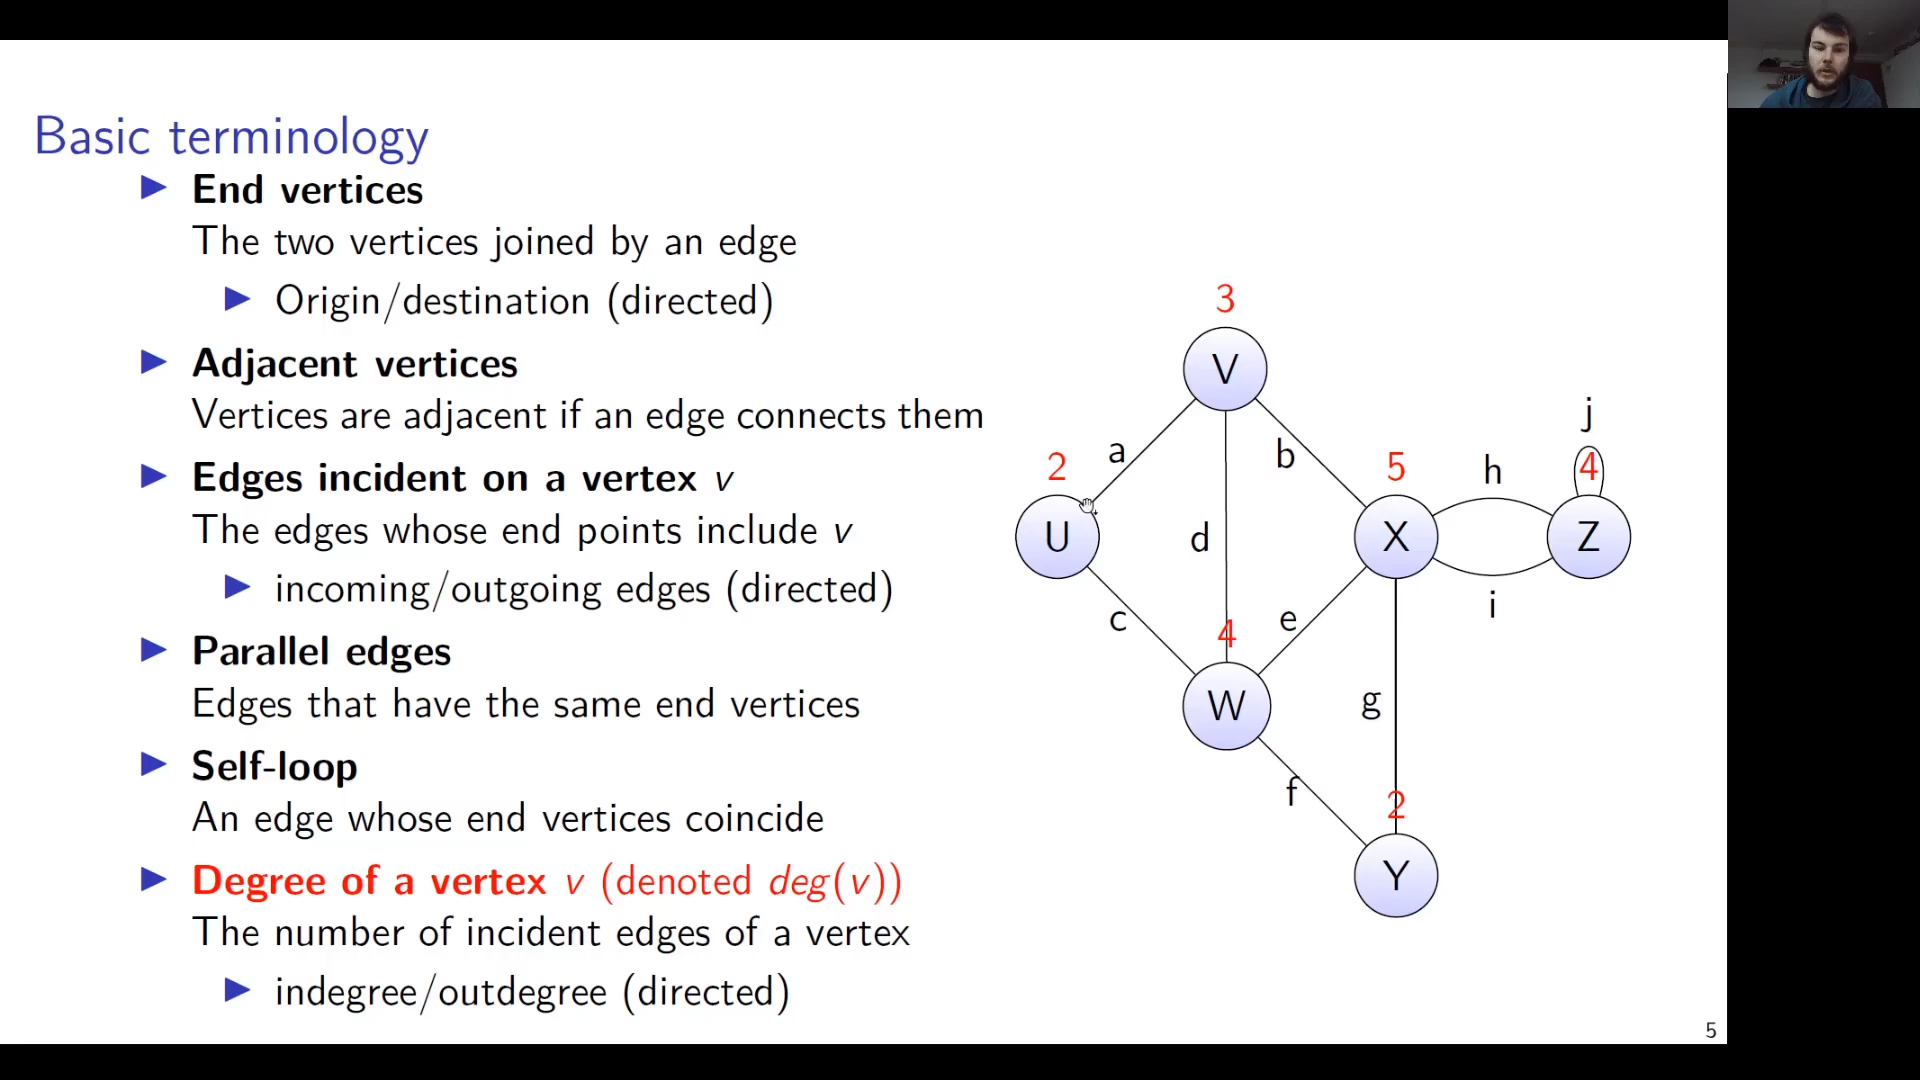 Basic terminology
End vertices
The two vertices joined by an edge
Origin/destination (directed)
Adjacent vertices
Vertices are adjacent if an edge connects them
Edges incident on a vertex v
The edges whose end points include v
incoming/outgoing edges (directed)
Parallel edges
Edges that have the same end vertices
Self-loop
An edge whose end vertices coincide
Degree of a vertex v (denoted deg(v))
The number of incident edges of a vertex
indegree/outdegree (directed)
3
V
j
a
b
2
5
h
4
U
d
X
Z
c
4
e
i
W
g
f
2
Y
5